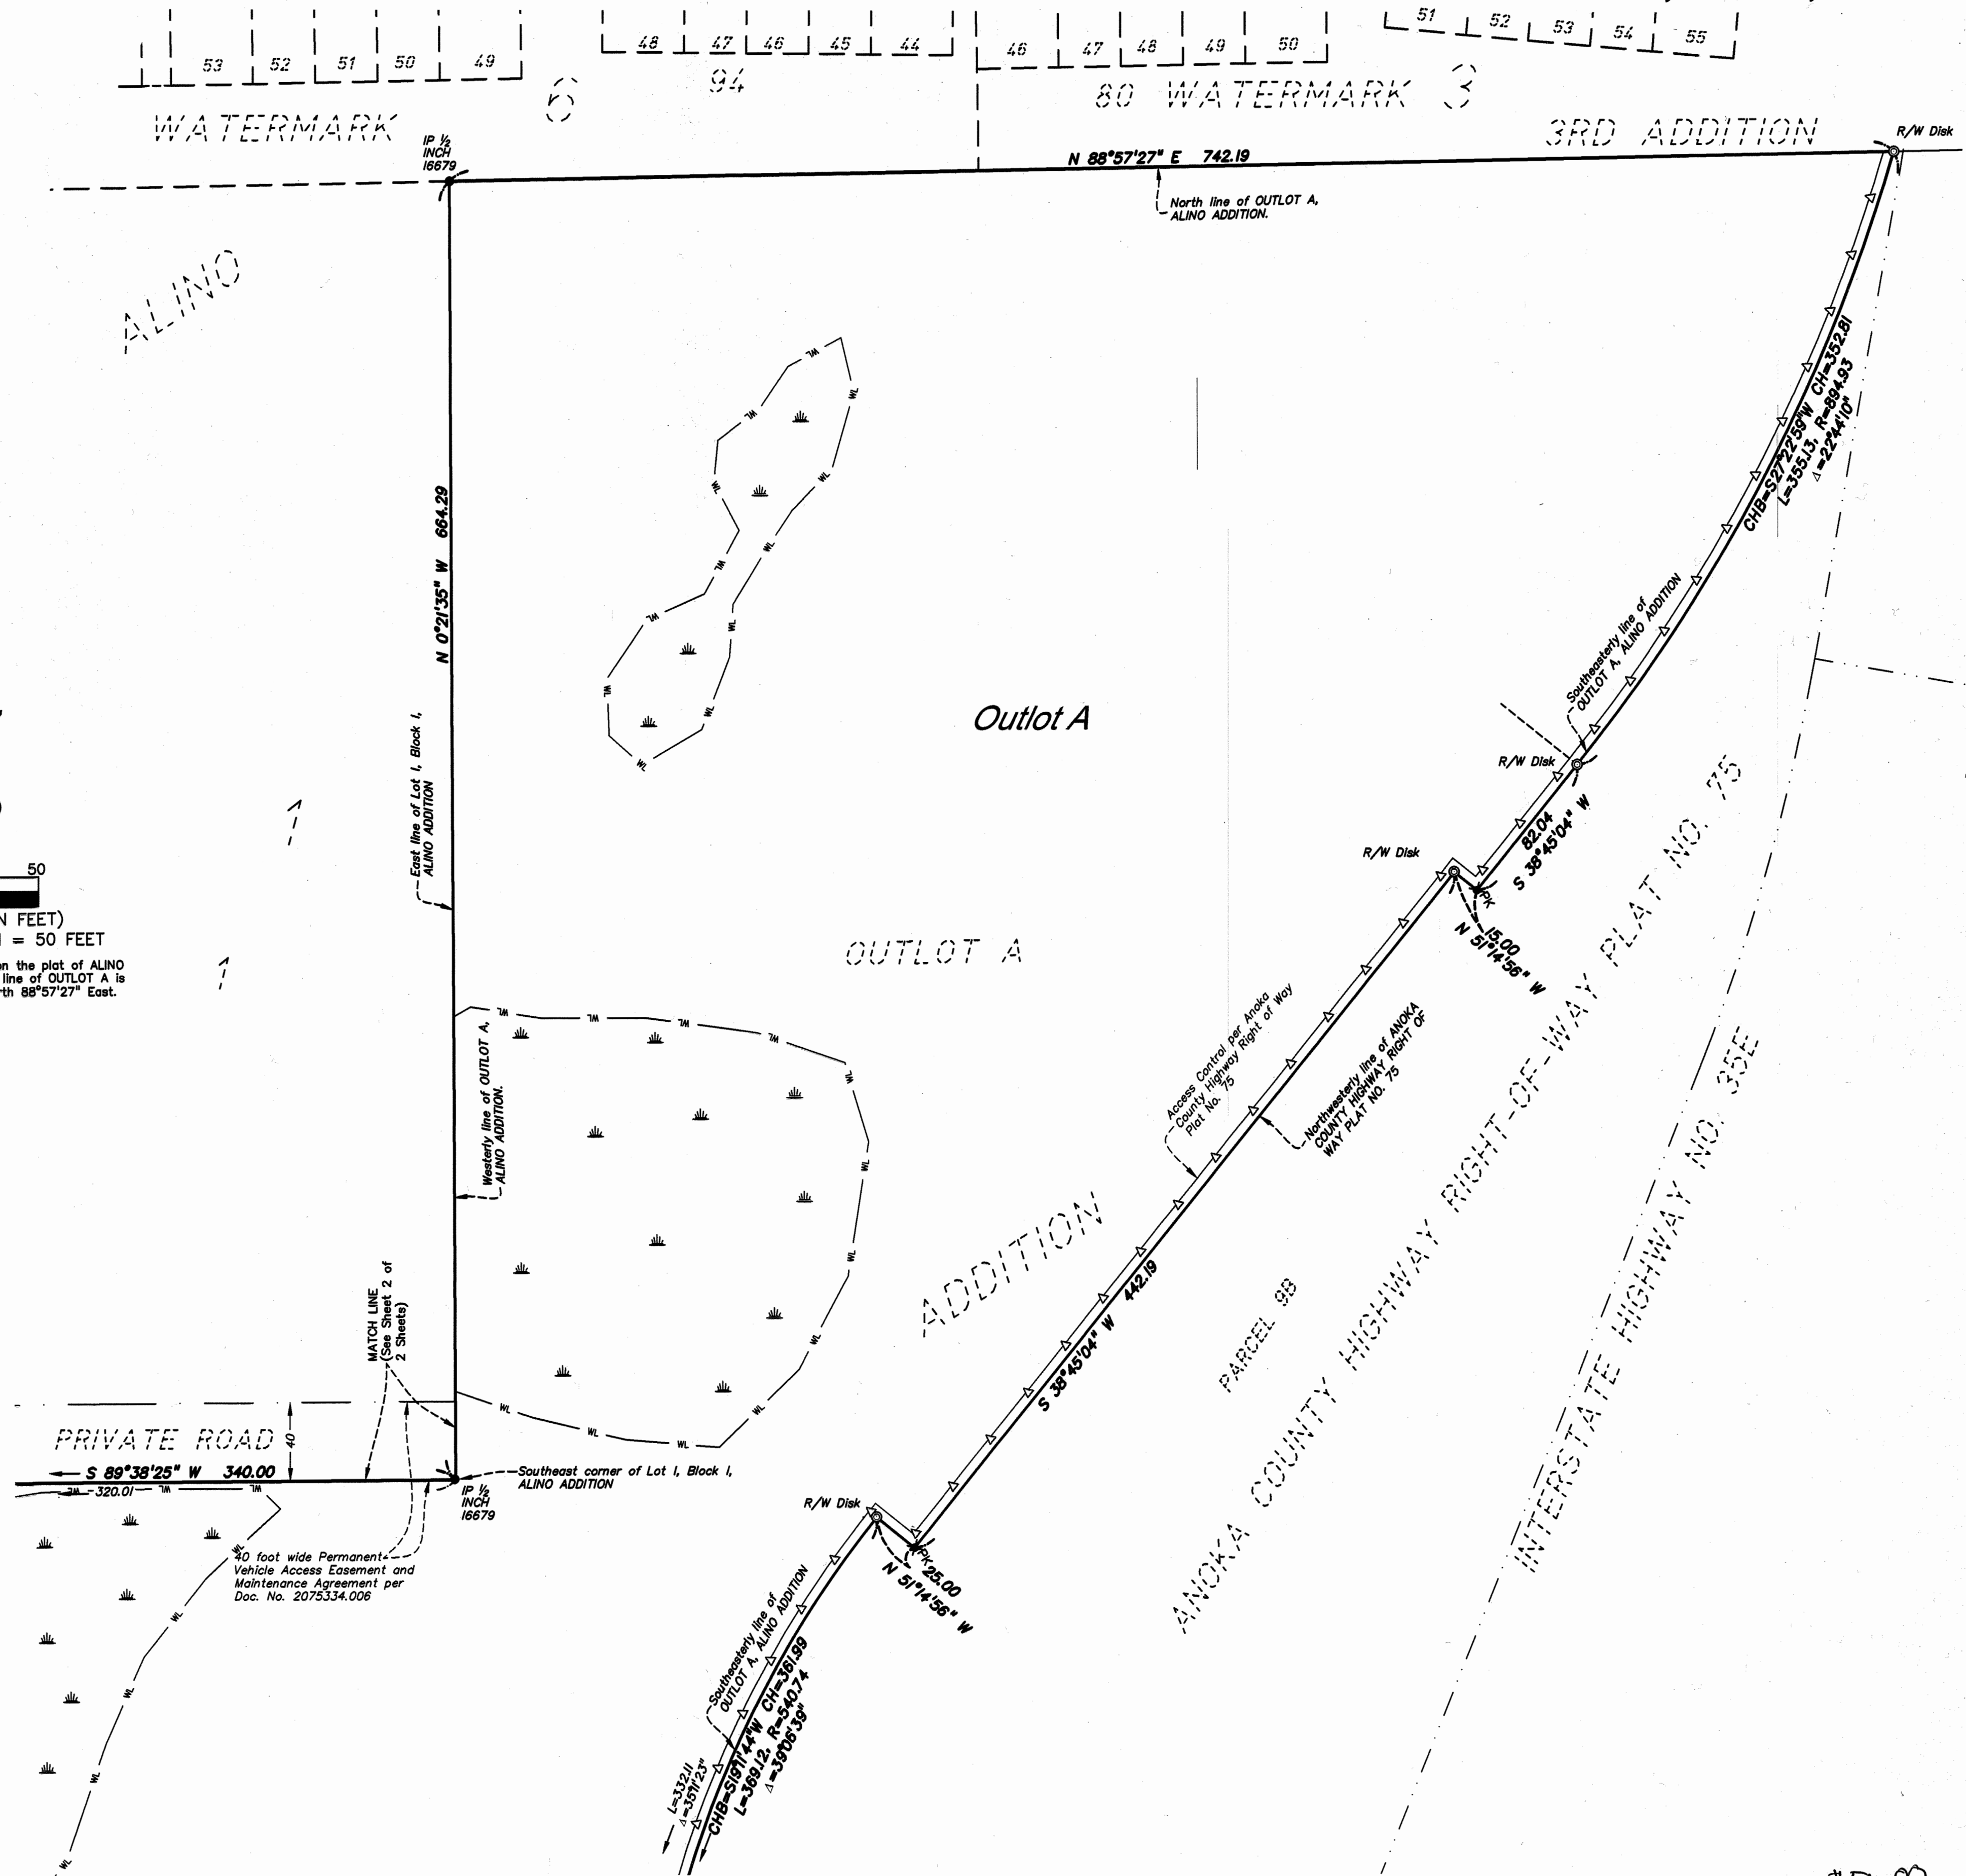 51 52 53 54 55
48 47 46 45 44
46 47 48 49 50
53 52 51 50 49
6
94
80 WATERMARK 3
WATERMARK
3RD ADDITION
R/W Disk
IP ½
INCH
16679
N 88°57'27" E 742.19
North line of OUTLOT A,
ALINO ADDITION.
ALINO
N 0°21'35" W 664.29
CHB=S27°22'59"W CH=352.81
L=355.13, R=894.93
Δ=22°44'10"
Southeasterly line of
OUTLOT A, ALINO ADDITION
East line of Lot 1, Block 1,
ALINO ADDITION
Outlot A
R/W Disk
82.04
S 38°45'04" W
R/W Disk
PK
15.00
N 51°14'56" W
1
50
N FEET)
= 50 FEET
on the plat of ALINO
line of OUTLOT A is
rth 88°57'27" East.
1
OUTLOT A
Westerly line of OUTLOT A,
ALINO ADDITION.
Access Control per Anoka
County Highway Right of Way
Plat No. 75
Northwesterly line of ANOKA
COUNTY HIGHWAY RIGHT OF
WAY PLAT NO. 75
ADDITION
S 38°45'04" W 442.19
PARCEL 9B
ANOKA COUNTY HIGHWAY RIGHT-OF-WAY PLAT NO. 75
INTERSTATE HIGHWAY NO. 35E
MATCH LINE
(See Sheet 2 of
2 Sheets)
PRIVATE ROAD
40
S 89°38'25" W 340.00
320.01
Southeast corner of Lot 1, Block 1,
ALINO ADDITION
IP ½
INCH
16679
40 foot wide Permanent
Vehicle Access Easement and
Maintenance Agreement per
Doc. No. 2075334.006
R/W Disk
PK
25.00
N 51°14'56" W
Southeasterly line of
OUTLOT A, ALINO ADDITION
L=332.11
Δ=35°11'23"
CHB=S19°11'44"W CH=361.99
L=369.12, R=540.74
Δ=39°06'39"
WL